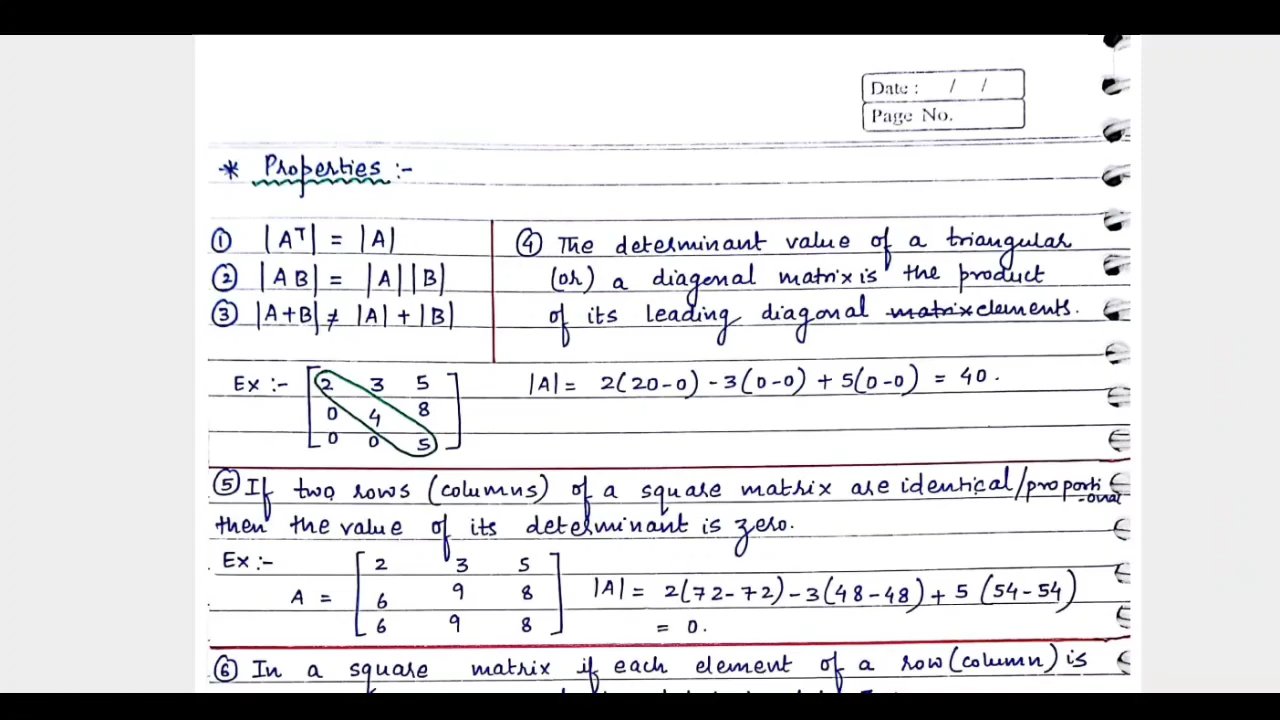 Date : / /
Page No.
* Properties :-
① |Aᵀ| = |A|
② |AB| = |A||B|
③ |A+B| ≠ |A| + |B|
④ The determinant value of a triangular
(or) a diagonal matrix is the product
of its leading diagonal matrix elements.
Ex :- [ 2 3 5
0 4 8
0 0 5 ]
|A| = 2(20-0) - 3(0-0) + 5(0-0) = 40.
⑤ If two rows (columns) of a square matrix are identical/proporti
-onal
then the value of its determinant is zero.
Ex :-
A = [ 2 3 5
6 9 8
6 9 8 ]
|A| = 2(72-72) - 3(48-48) + 5 (54-54)
= 0.
⑥ In a square matrix if each element of a row (column) is